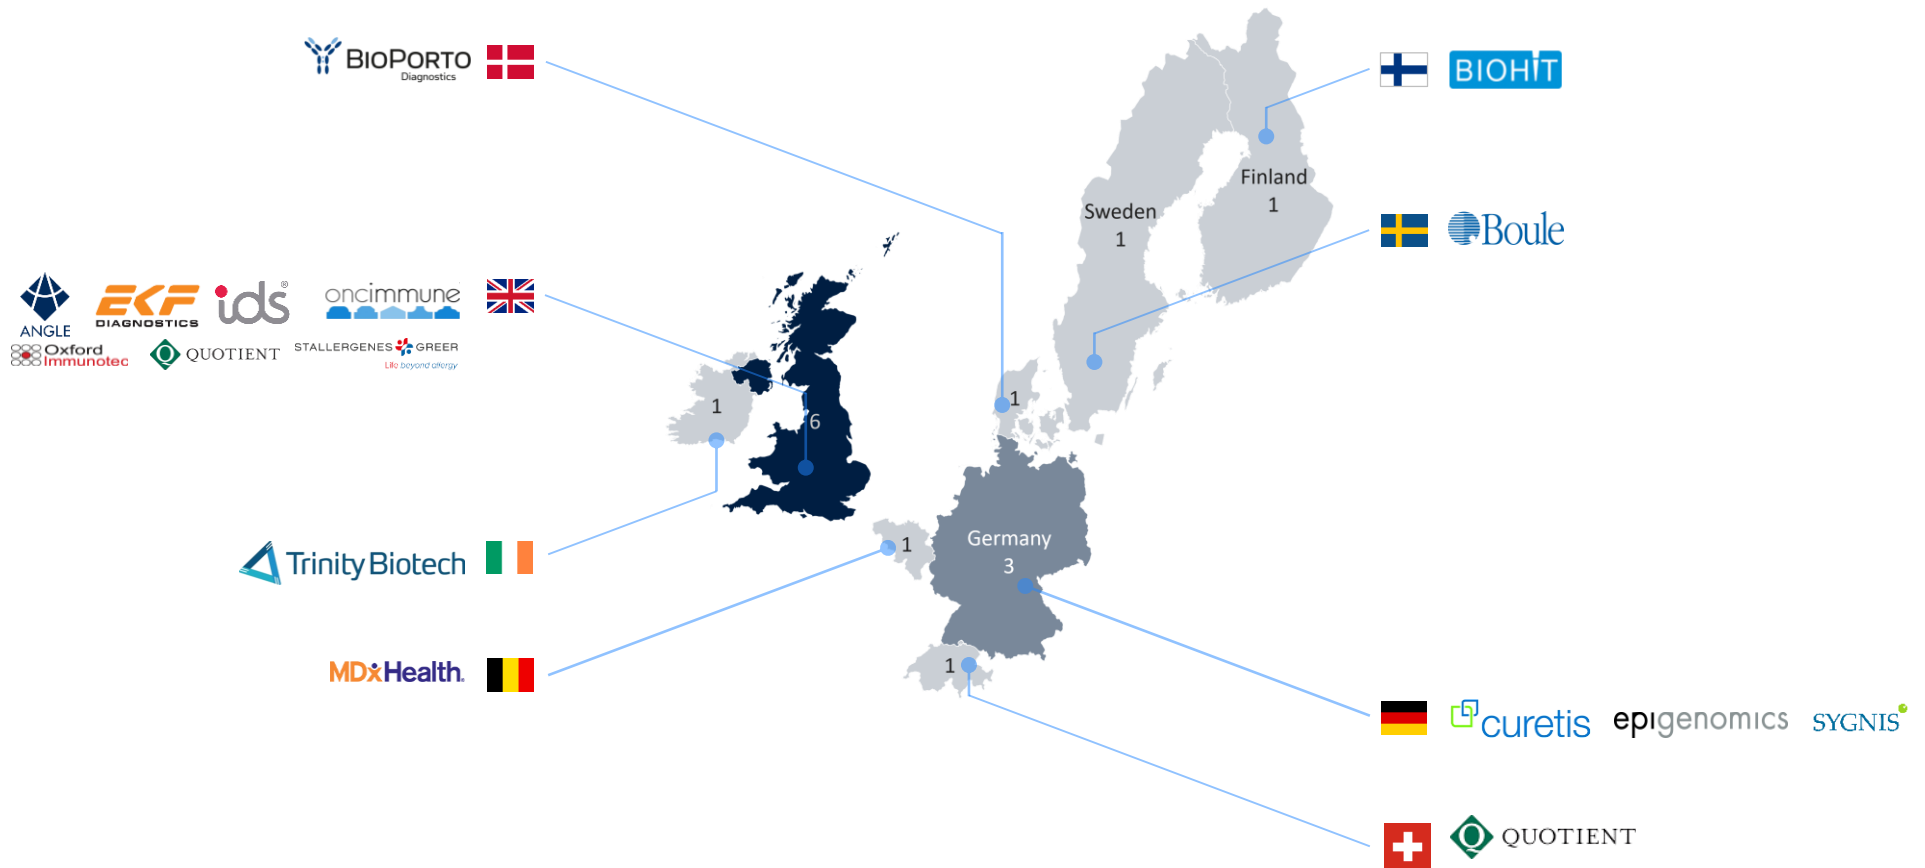 BIOPORTO
Diagnostics
BIOHIT
Finland
1
Sweden
1
Boule
ANGLE
EKF
DIAGNOSTICS
ids®
oncimmune
Oxford
Immunotec
QUOTIENT
STALLERGENES GREER
Life beyond allergy
1
6
1
Trinity Biotech
1
Germany
3
MDxHealth®
1
curetis
epigenomics
SYGNIS
QUOTIENT